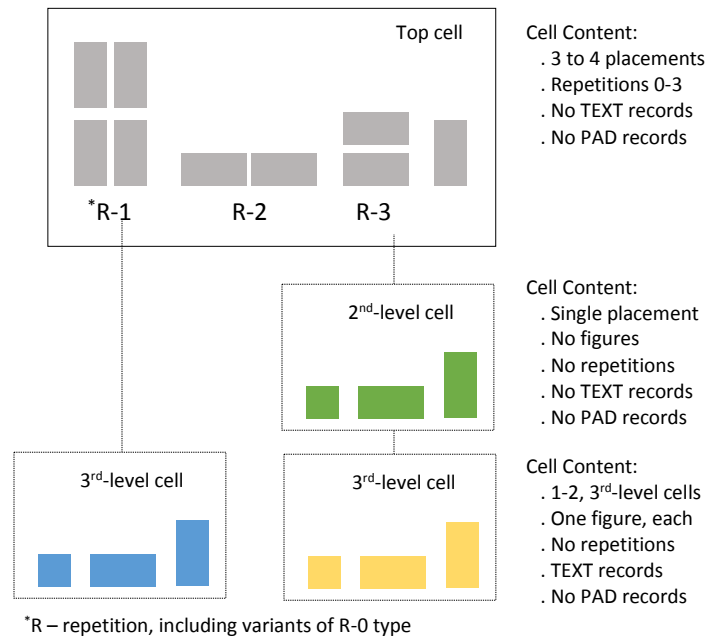 Top cell
*R-1
R-2
R-3
Cell Content:
. 3 to 4 placements
. Repetitions 0-3
. No TEXT records
. No PAD records
2nd-level cell
Cell Content:
. Single placement
. No figures
. No repetitions
. No TEXT records
. No PAD records
3rd-level cell
3rd-level cell
Cell Content:
. 1-2, 3rd-level cells
. One figure, each
. No repetitions
. TEXT records
. No PAD records
*R – repetition, including variants of R-0 type